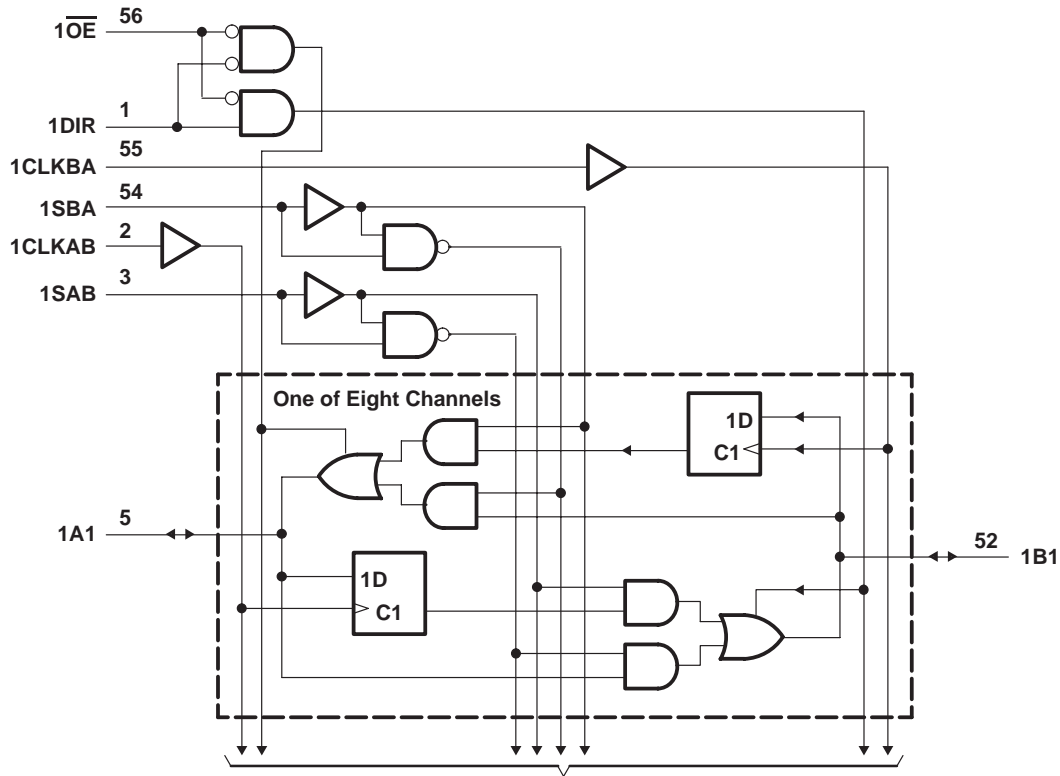 1O̅E̅ 56
1DIR 1
1CLKBA 55
1SBA 54
1CLKAB 2
1SAB 3
One of Eight Channels
1D
C1
1A1 5
52 1B1
1D
C1